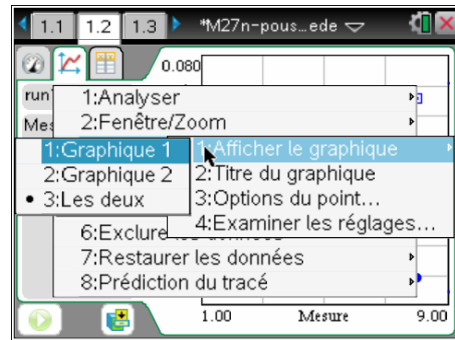 1.1 1.2 1.3 *M27n-pous…ede
0.080
run
1:Analyser
Mes
2:Fenêtre/Zoom
1:Graphique 1
1:Afficher le graphique
2:Graphique 2
2:Titre du graphique
3:Les deux
3:Options du point…
4:Examiner les réglages…
6:Exclure les données
7:Restaurer les données
8:Prédiction du tracé
1.00 Mesure 9.00